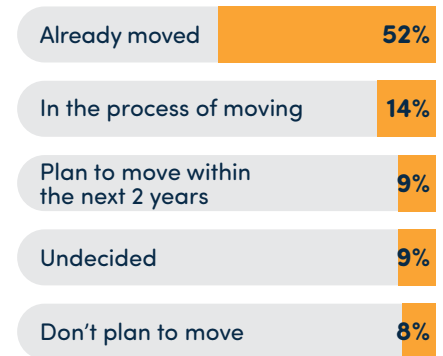 Already moved 52%
In the process of moving 14%
Plan to move within
the next 2 years 9%
Undecided 9%
Don't plan to move 8%